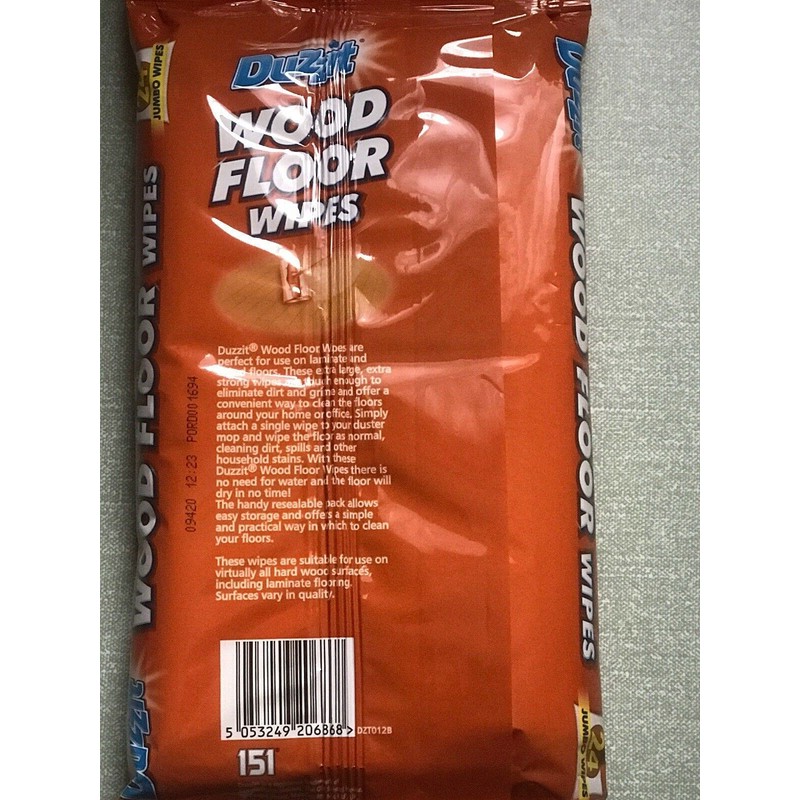 Duzzit®
WOOD
FLOOR
WIPES
Duzzit® Wood Floor Wipes are
perfect for use on laminate and
wood floors. These extra large, extra
strong wipes are tough enough to
eliminate dirt and grime and offer a
convenient way to clean the floors
around your home or office. Simply
attach a single wipe to your duster
mop and wipe the floor as normal,
cleaning dirt, spills and other
household stains. With these
Duzzit® Wood Floor Wipes there is
no need for water and the floor will
dry in no time!
The handy resealable pack allows
easy storage and offers a simple
and practical way in which to clean
your floors.
These wipes are suitable for use on
virtually all hard wood surfaces,
including laminate flooring.
Surfaces vary in quality.
5 053249 206868 >
DZT012B
151
09420 12:23 PORD001694
24 JUMBO WIPES
WOOD FLOOR WIPES
Duzzit
Duzzit
WOOD FLOOR WIPES
24 JUMBO WIPES